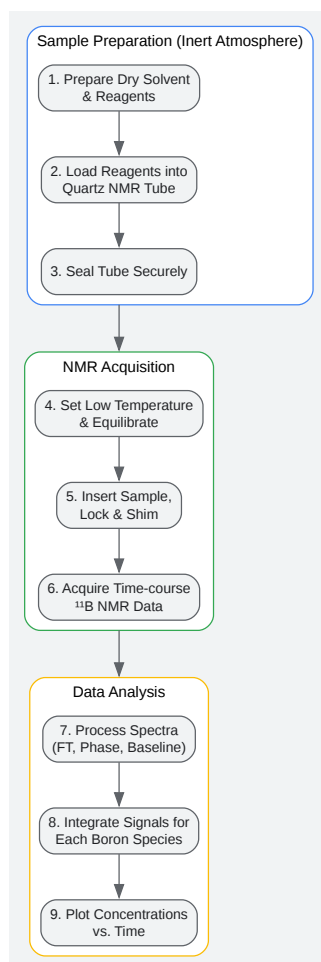 Sample Preparation (Inert Atmosphere)
1. Prepare Dry Solvent
& Reagents
2. Load Reagents into
Quartz NMR Tube
3. Seal Tube Securely
NMR Acquisition
4. Set Low Temperature
& Equilibrate
5. Insert Sample,
Lock & Shim
6. Acquire Time-course
¹¹B NMR Data
Data Analysis
7. Process Spectra
(FT, Phase, Baseline)
8. Integrate Signals for
Each Boron Species
9. Plot Concentrations
vs. Time